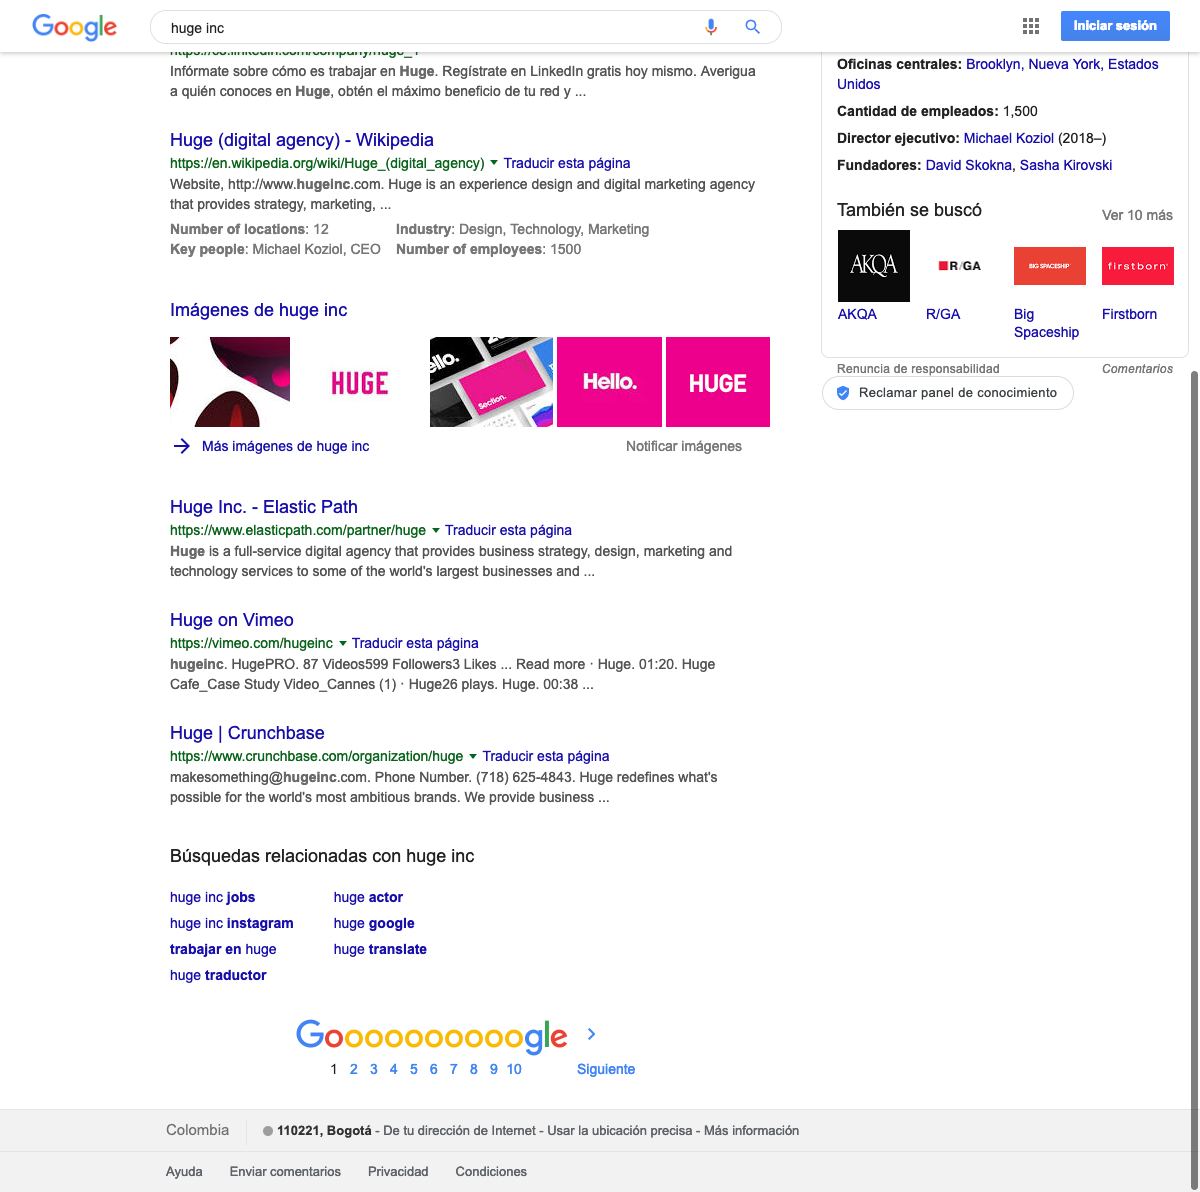 Google
huge inc
Iniciar sesión
https://co.linkedin.com/company/huge_1
Infórmate sobre cómo es trabajar en Huge. Regístrate en LinkedIn gratis hoy mismo. Averigua
a quién conoces en Huge, obtén el máximo beneficio de tu red y ...
Huge (digital agency) - Wikipedia
https://en.wikipedia.org/wiki/Huge_(digital_agency) Traducir esta página
Website, http://www.hugeinc.com. Huge is an experience design and digital marketing agency
that provides strategy, marketing, ...
Number of locations: 12 Industry: Design, Technology, Marketing
Key people: Michael Koziol, CEO Number of employees: 1500
Imágenes de huge inc
HUGE
ello.
Section.
Hello.
HUGE
Más imágenes de huge inc
Notificar imágenes
Huge Inc. - Elastic Path
https://www.elasticpath.com/partner/huge Traducir esta página
Huge is a full-service digital agency that provides business strategy, design, marketing and
technology services to some of the world's largest businesses and ...
Huge on Vimeo
https://vimeo.com/hugeinc Traducir esta página
hugeinc. HugePRO. 87 Videos599 Followers3 Likes ... Read more · Huge. 01:20. Huge
Cafe_Case Study Video_Cannes (1) · Huge26 plays. Huge. 00:38 ...
Huge | Crunchbase
https://www.crunchbase.com/organization/huge Traducir esta página
makesomething@hugeinc.com. Phone Number. (718) 625-4843. Huge redefines what's
possible for the world's most ambitious brands. We provide business ...
Búsquedas relacionadas con huge inc
huge inc jobs
huge inc instagram
trabajar en huge
huge traductor
huge actor
huge google
huge translate
Oficinas centrales: Brooklyn, Nueva York, Estados
Unidos
Cantidad de empleados: 1,500
Director ejecutivo: Michael Koziol (2018–)
Fundadores: David Skokna, Sasha Kirovski
También se buscó
Ver 10 más
AKQA
R/GA
BIG SPACESHIP
firstborn
AKQA
R/GA
Big
Spaceship
Firstborn
Renuncia de responsabilidad
Comentarios
Reclamar panel de conocimiento
Goooooooooogle
1 2 3 4 5 6 7 8 9 10 Siguiente
Colombia
110221, Bogotá - De tu dirección de Internet - Usar la ubicación precisa - Más información
Ayuda Enviar comentarios Privacidad Condiciones